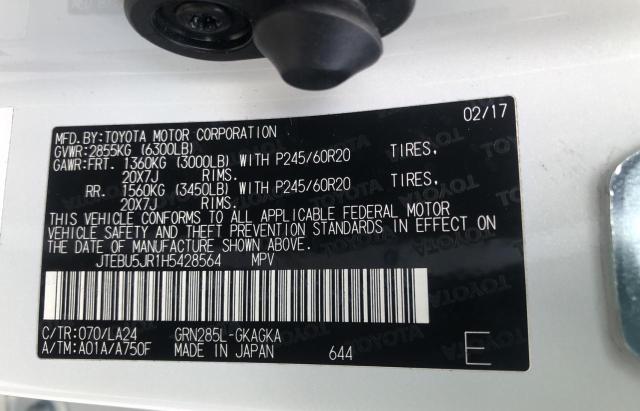 02/17
MFD.BY:TOYOTA MOTOR CORPORATION
GVWR:2855KG (6300LB)
GAWR:FRT. 1360KG (3000LB) WITH P245/60R20 TIRES,
20X7J RIMS.
RR. 1560KG (3450LB) WITH P245/60R20 TIRES,
20X7J RIMS.
THIS VEHICLE CONFORMS TO ALL APPLICABLE FEDERAL MOTOR
VEHICLE SAFETY AND THEFT PREVENTION STANDARDS IN EFFECT ON
THE DATE OF MANUFACTURE SHOWN ABOVE.
JTEBU5JR1H5428564 MPV
C/TR:070/LA24 GRN285L-GKAGKA
A/TM:A01A/A750F MADE IN JAPAN 644 E